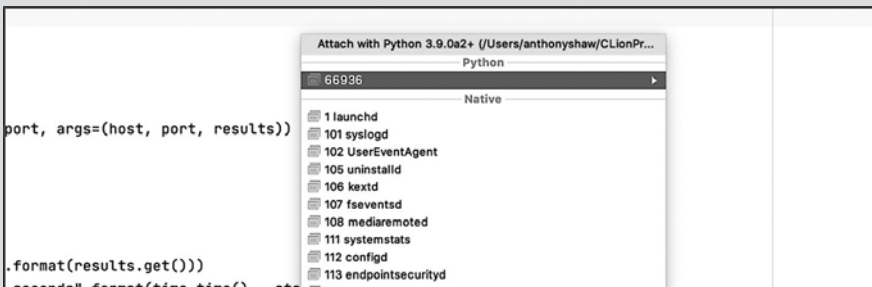 Attach with Python 3.9.0a2+ (/Users/anthonyshaw/CLionPr...
Python
66936
Native
1 launchd
port, args=(host, port, results))
101 syslogd
102 UserEventAgent
105 uninstalld
106 kextd
107 fseventsd
108 mediaremoted
111 systemstats
112 configd
.format(results.get()))
113 endpointsecurityd